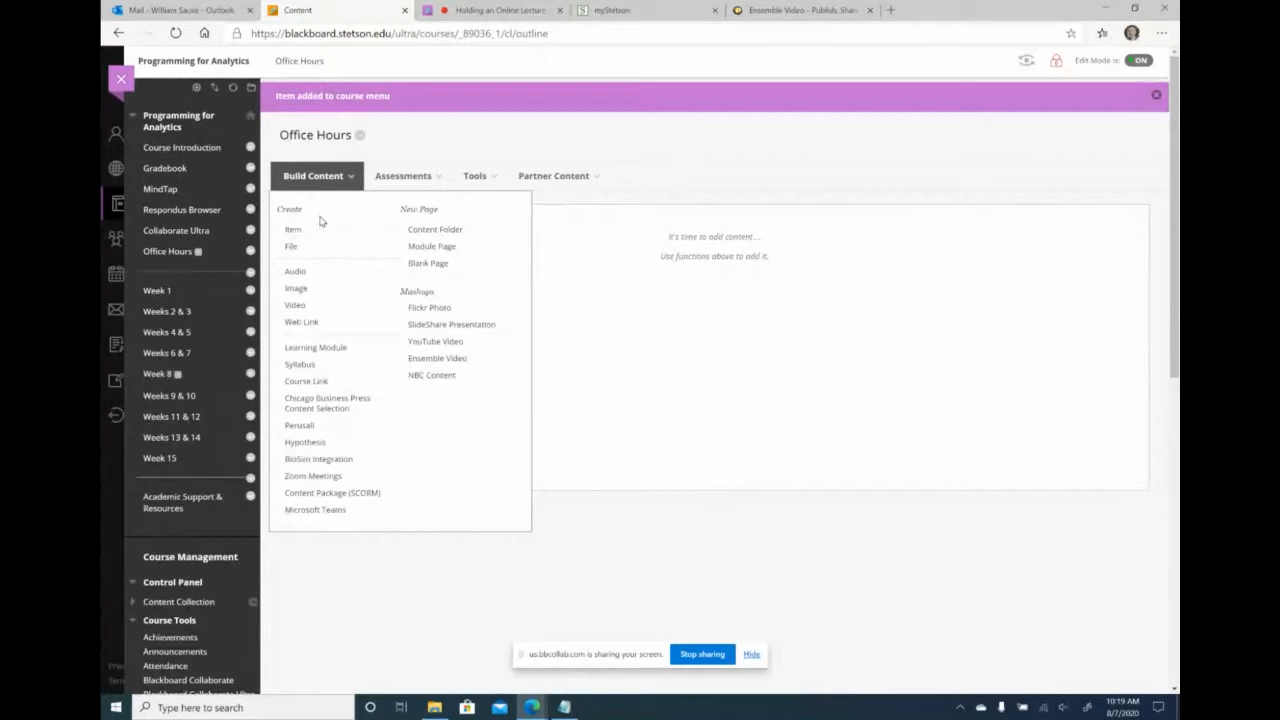 Mail - William Sause - Outlook
Content
Holding an Online Lecture
myStetson
Ensemble Video - Publish, Shar
https://blackboard.stetson.edu/ultra/courses/_89036_1/cl/outline
Programming for Analytics
Office Hours
Edit Mode is:
ON
Item added to course menu
Programming for
Analytics
Course Introduction
Gradebook
MindTap
Respondus Browser
Collaborate Ultra
Office Hours
Week 1
Weeks 2 & 3
Weeks 4 & 5
Weeks 6 & 7
Week 8
Weeks 9 & 10
Weeks 11 & 12
Weeks 13 & 14
Week 15
Academic Support &
Resources
Course Management
Control Panel
Content Collection
Course Tools
Achievements
Announcements
Attendance
Blackboard Collaborate
Blackboard Collaborate Ultra
Priv
Terr
Office Hours
Build Content
Assessments
Tools
Partner Content
Create
Item
File
Audio
Image
Video
Web Link
Learning Module
Syllabus
Course Link
Chicago Business Press
Content Selection
Perusall
Hypothesis
BioSim Integration
Zoom Meetings
Content Package (SCORM)
Microsoft Teams
New Page
Content Folder
Module Page
Blank Page
Mashups
Flickr Photo
SlideShare Presentation
YouTube Video
Ensemble Video
NBC Content
It's time to add content...
Use functions above to add it.
us.bbcollab.com is sharing your screen.
Stop sharing
Hide
Type here to search
10:19 AM
8/7/2020